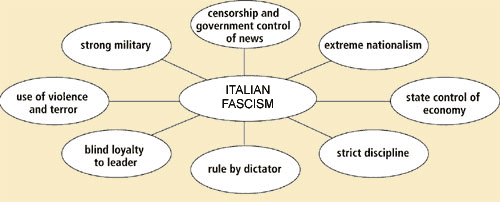 censorship and
government control
of news
strong military
extreme nationalism
use of violence
and terror
ITALIAN
FASCISM
state control of
economy
blind loyalty
to leader
rule by dictator
strict discipline